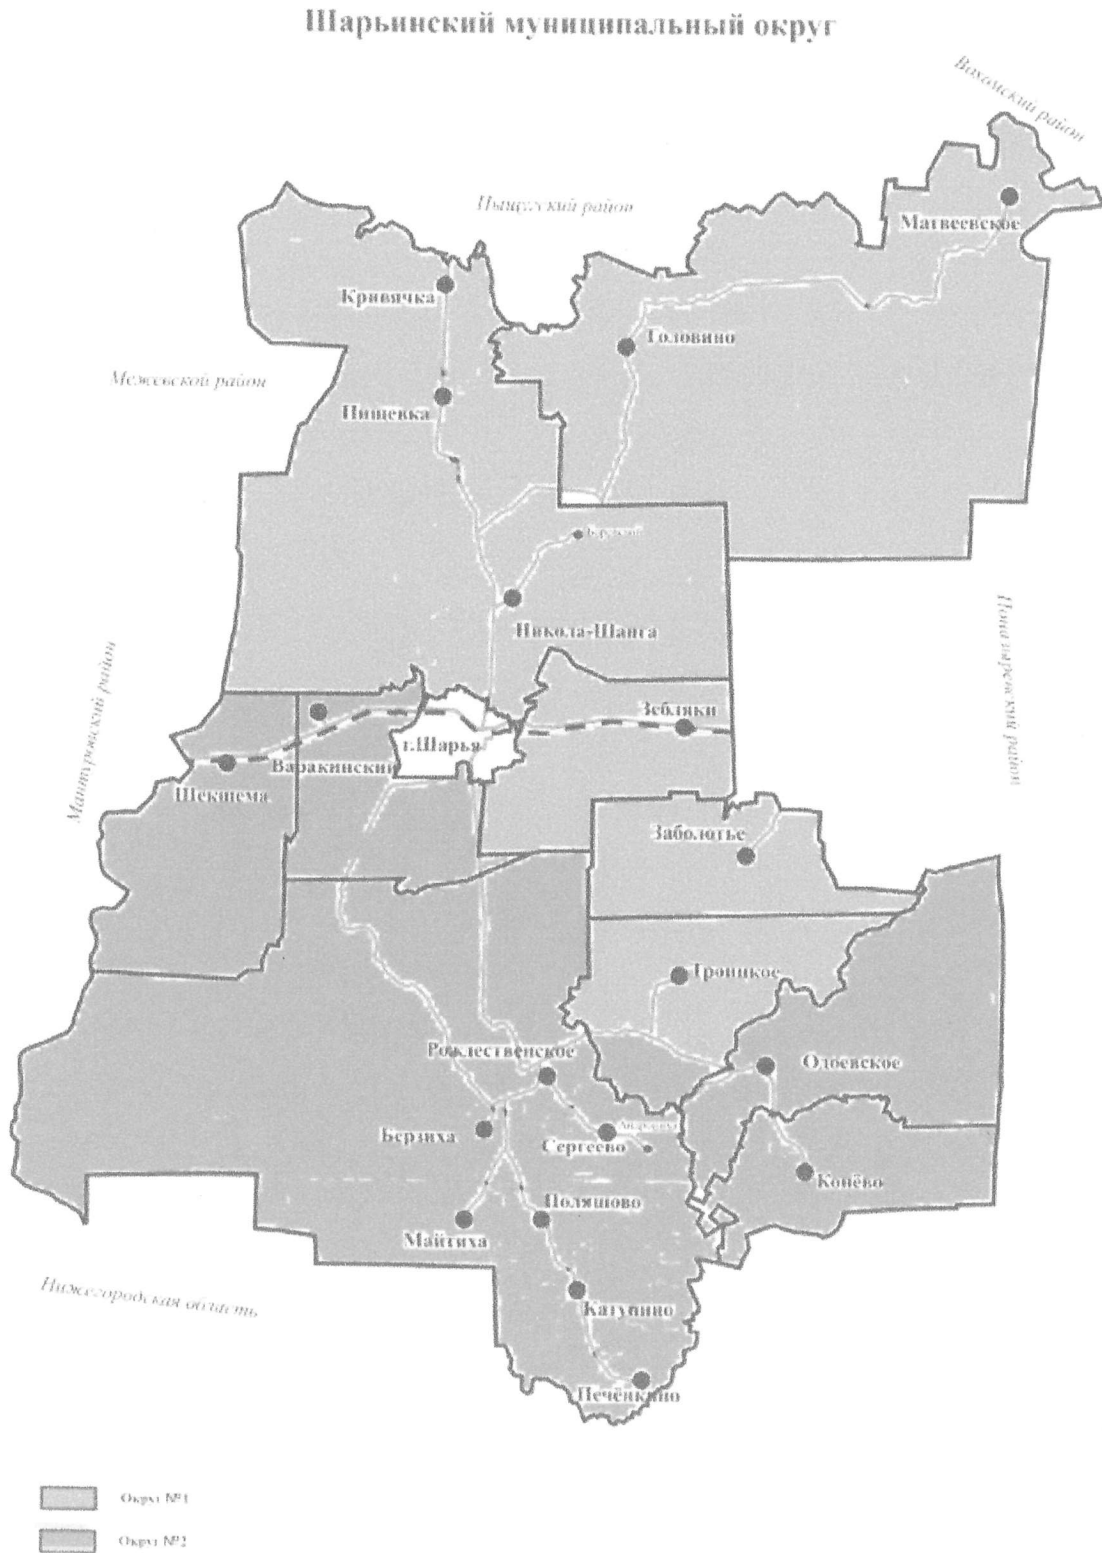 Шарьинский муниципальный округ
Вохомский район
Пыщугский район
Матвеевское
Кривячка
Головино
Межевской район
Пищевка
Никола-Шанга
Мантуровский район
Зебляки
г.Шарья
Варакинский
Шекшема
Заболотье
Троицкое
Рождественское
Одоевское
Берзиха
Сергеево
Конёво
Поляшово
Майтиха
Нижегородская область
Катунино
Печёнкино
Округ №1
Округ №2